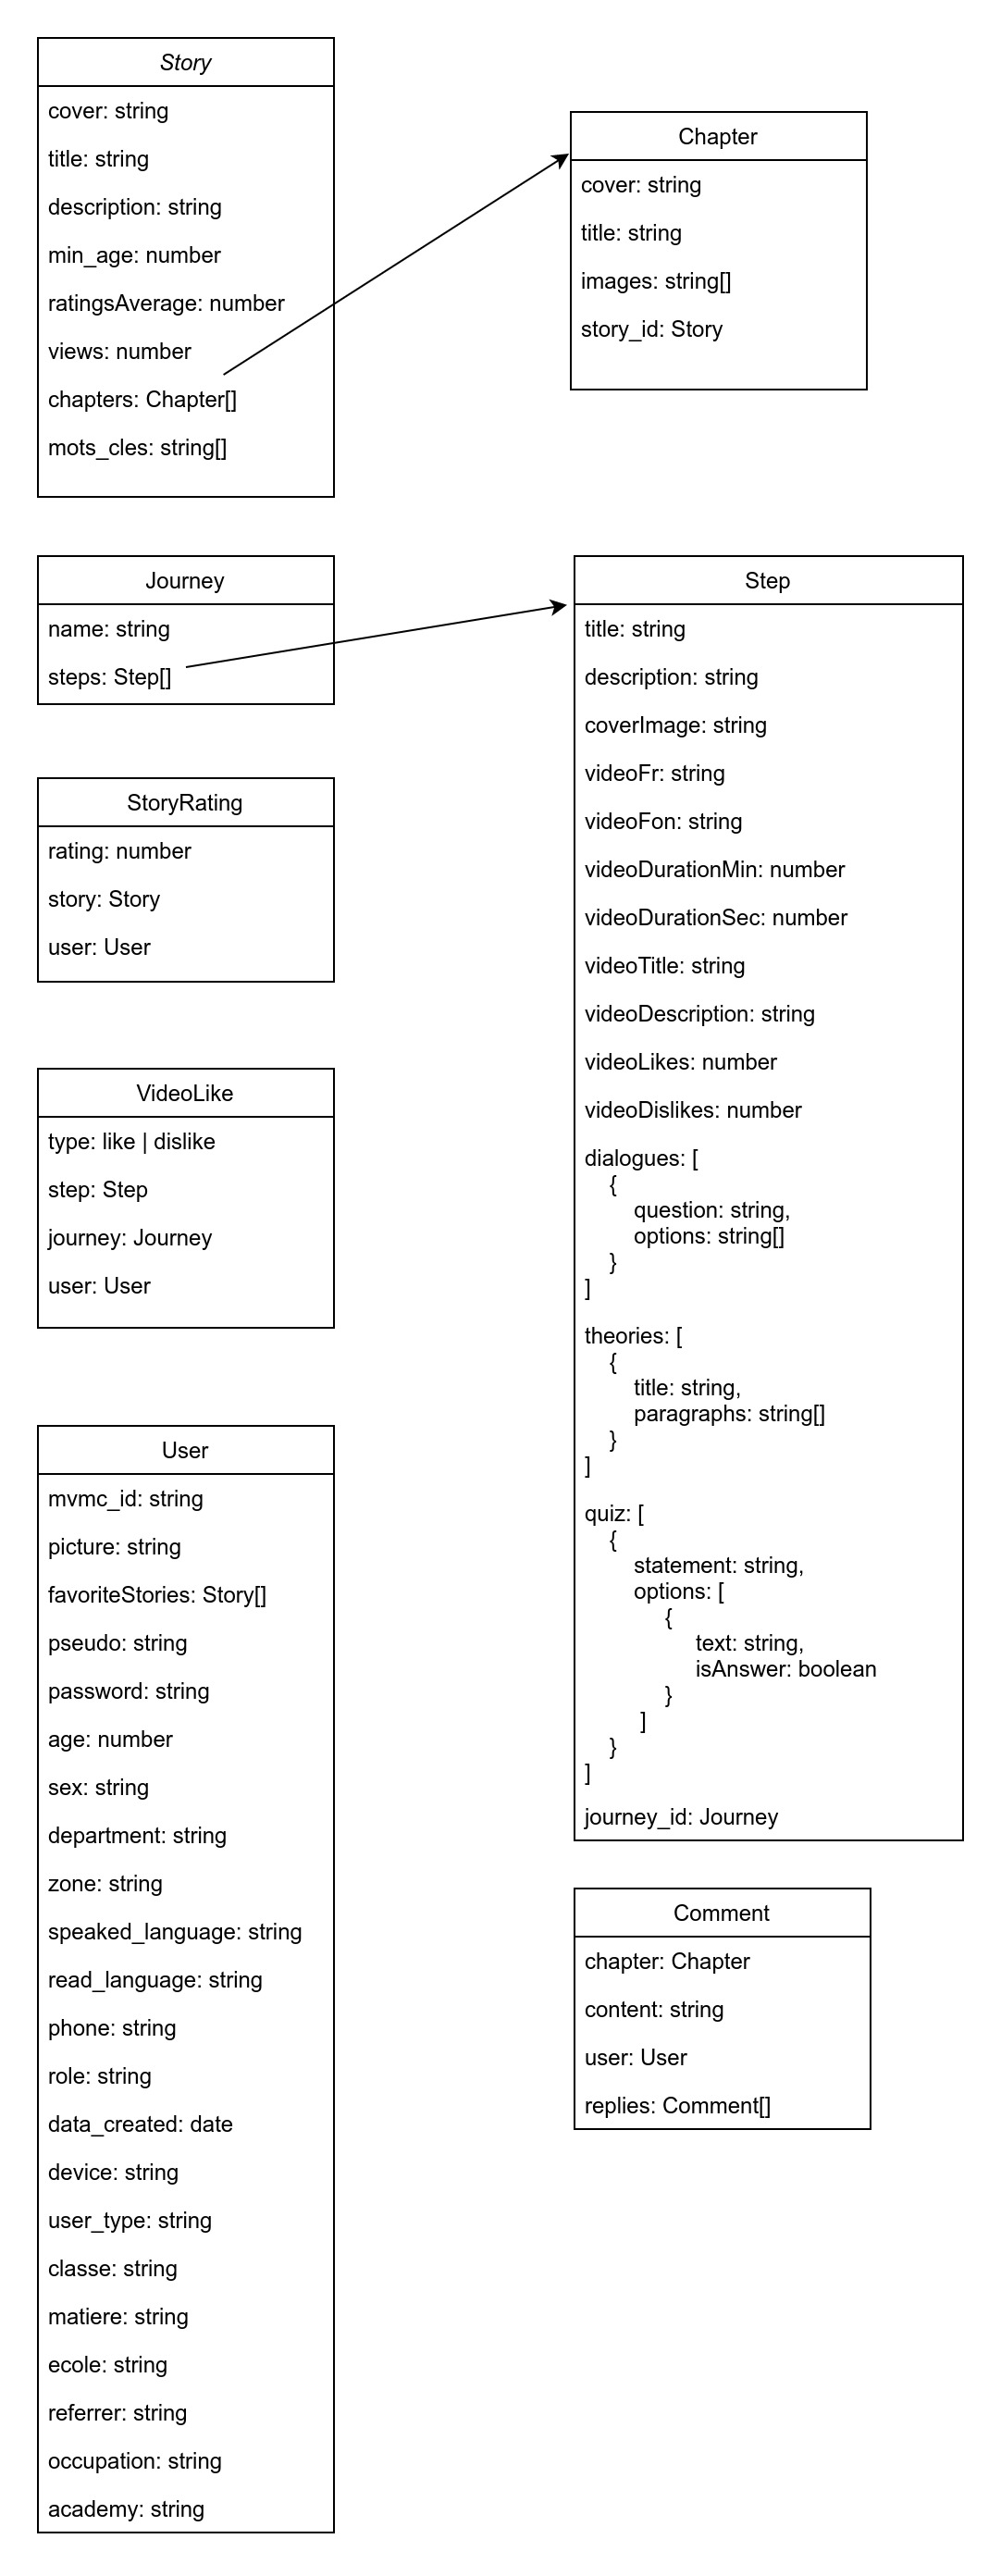 Story
cover: string
title: string
description: string
min_age: number
ratingsAverage: number
views: number
chapters: Chapter[]
mots_cles: string[]
Chapter
cover: string
title: string
images: string[]
story_id: Story
Journey
name: string
steps: Step[]
Step
title: string
description: string
coverImage: string
videoFr: string
videoFon: string
videoDurationMin: number
videoDurationSec: number
videoTitle: string
videoDescription: string
videoLikes: number
videoDislikes: number
dialogues: [
{
question: string,
options: string[]
}
]
theories: [
{
title: string,
paragraphs: string[]
}
]
quiz: [
{
statement: string,
options: [
{
text: string,
isAnswer: boolean
}
]
}
]
journey_id: Journey
StoryRating
rating: number
story: Story
user: User
VideoLike
type: like | dislike
step: Step
journey: Journey
user: User
User
mvmc_id: string
picture: string
favoriteStories: Story[]
pseudo: string
password: string
age: number
sex: string
department: string
zone: string
speaked_language: string
read_language: string
phone: string
role: string
data_created: date
device: string
user_type: string
classe: string
matiere: string
ecole: string
referrer: string
occupation: string
academy: string
Comment
chapter: Chapter
content: string
user: User
replies: Comment[]